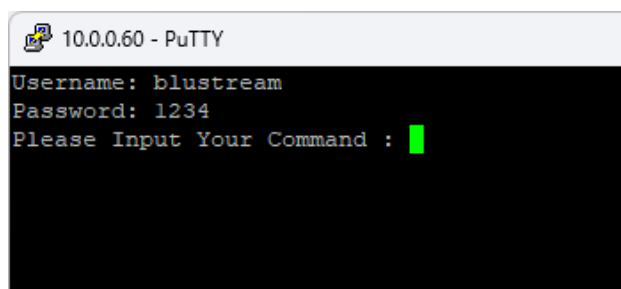 10.0.0.60 - PuTTY
Username: blustream
Password: 1234
Please Input Your Command :